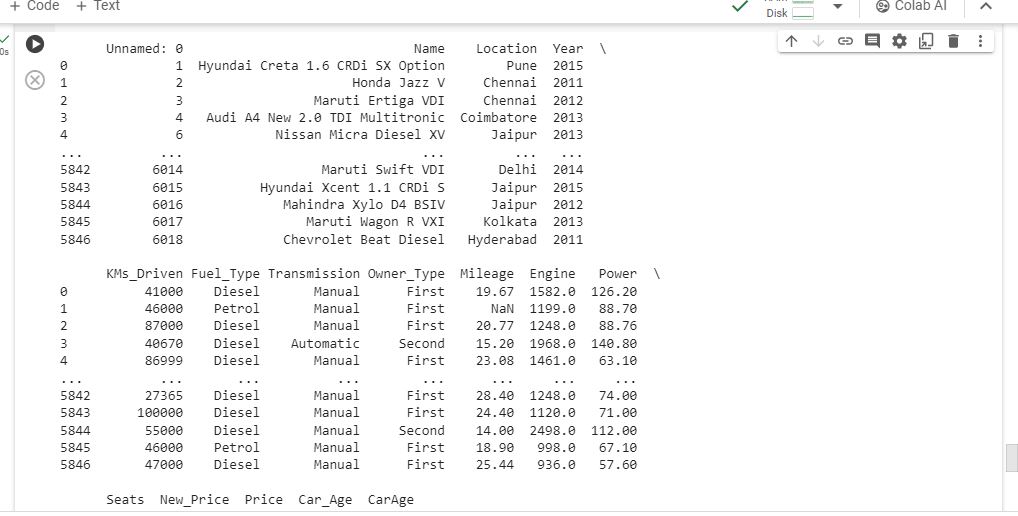 + Code + Text
Disk
Colab AI
0s
Unnamed: 0 Name Location Year \
0 1 Hyundai Creta 1.6 CRDi SX Option Pune 2015
1 2 Honda Jazz V Chennai 2011
2 3 Maruti Ertiga VDI Chennai 2012
3 4 Audi A4 New 2.0 TDI Multitronic Coimbatore 2013
4 6 Nissan Micra Diesel XV Jaipur 2013
... ... ... ... ...
5842 6014 Maruti Swift VDI Delhi 2014
5843 6015 Hyundai Xcent 1.1 CRDi S Jaipur 2015
5844 6016 Mahindra Xylo D4 BSIV Jaipur 2012
5845 6017 Maruti Wagon R VXI Kolkata 2013
5846 6018 Chevrolet Beat Diesel Hyderabad 2011
KMs_Driven Fuel_Type Transmission Owner_Type Mileage Engine Power \
0 41000 Diesel Manual First 19.67 1582.0 126.20
1 46000 Petrol Manual First NaN 1199.0 88.70
2 87000 Diesel Manual First 20.77 1248.0 88.76
3 40670 Diesel Automatic Second 15.20 1968.0 140.80
4 86999 Diesel Manual First 23.08 1461.0 63.10
... ... ... ... ... ... ... ...
5842 27365 Diesel Manual First 28.40 1248.0 74.00
5843 100000 Diesel Manual First 24.40 1120.0 71.00
5844 55000 Diesel Manual Second 14.00 2498.0 112.00
5845 46000 Petrol Manual First 18.90 998.0 67.10
5846 47000 Diesel Manual First 25.44 936.0 57.60
Seats New_Price Price Car_Age CarAge